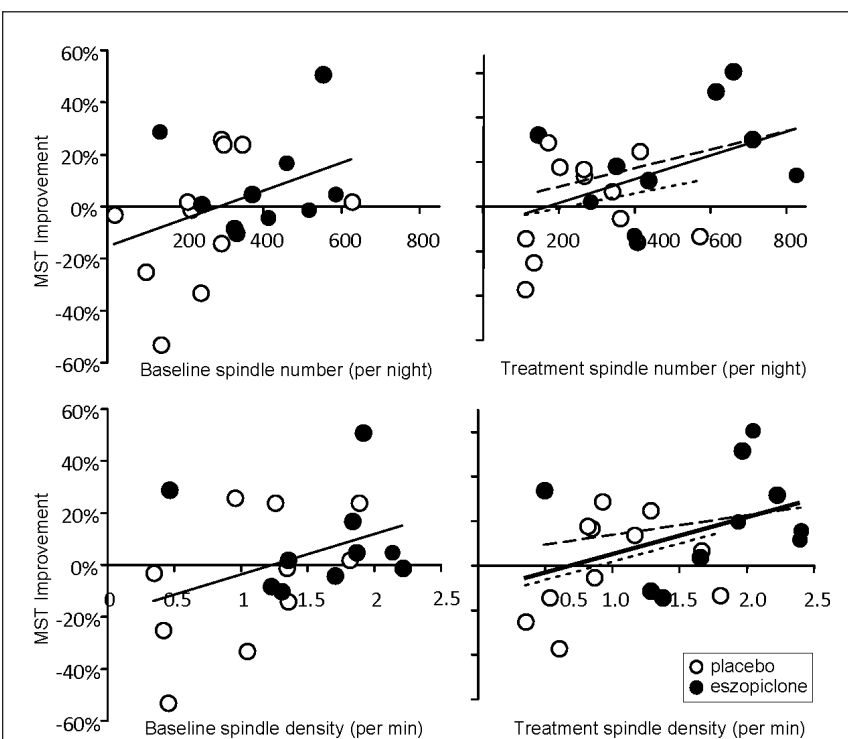 60%
40%
20%
0%
-20%
-40%
-60%
MST Improvement
200 400 600 800
Baseline spindle number (per night)
200 400 600 800
Treatment spindle number (per night)
60%
40%
20%
0%
-20%
-40%
-60%
MST Improvement
0 0.5 1 1.5 2 2.5
Baseline spindle density (per min)
0.5 1.0 1.5 2.0 2.5
placebo
eszopiclone
Treatment spindle density (per min)